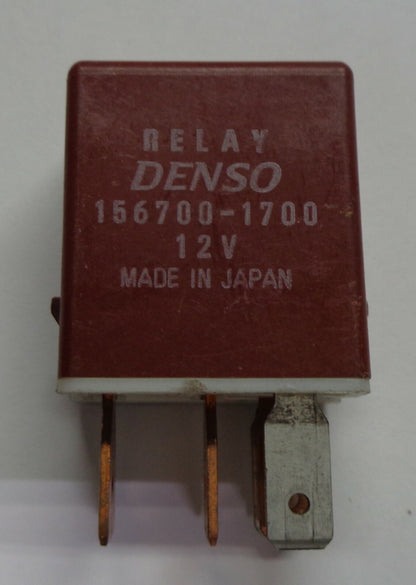 RELAY
DENSO
156700-1700
12V
MADE IN JAPAN